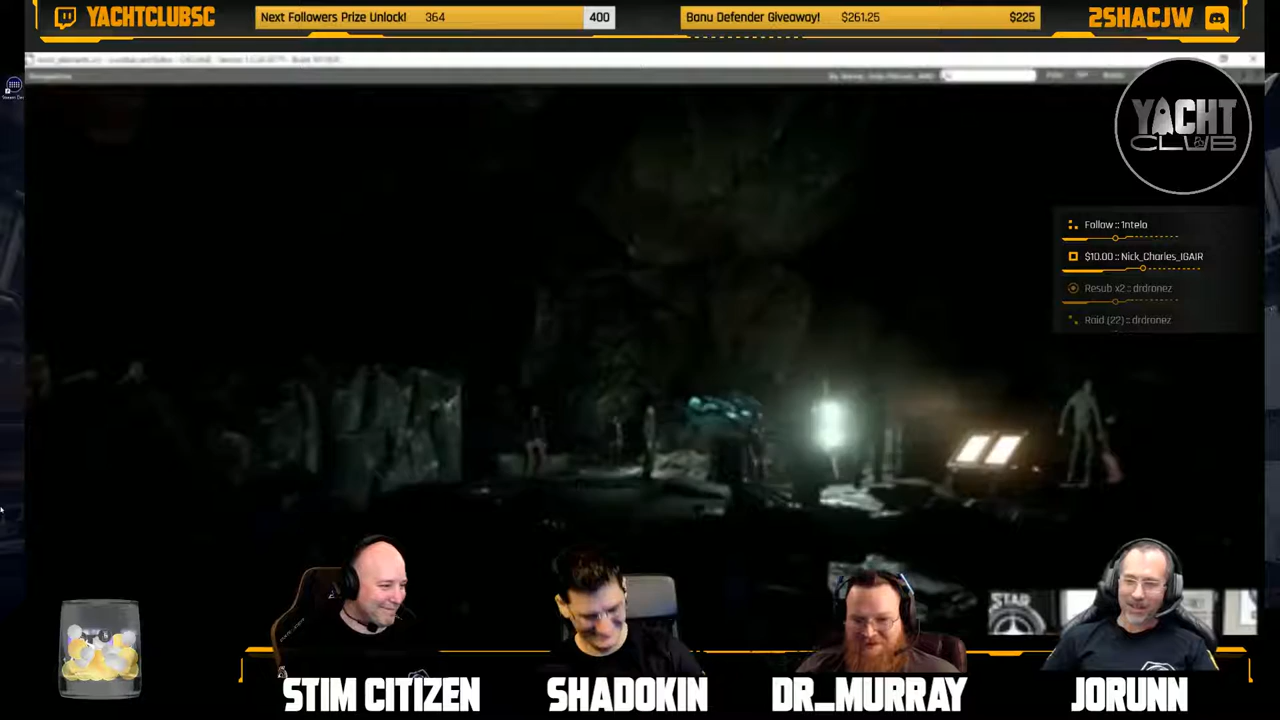 YACHTCLUBSC
Next Followers Prize Unlock! 364 400
Banu Defender Giveaway! $261.25 $225
2SHACJW
YACHT
CLUB
Follow :: 1ntelo
$10.00 :: Nick_Charles_IGAIR
Resub x2 :: drdronez
Raid (22) :: drdronez
STAR
STIM CITIZEN
SHADOKIN
DR_MURRAY
JORUNN